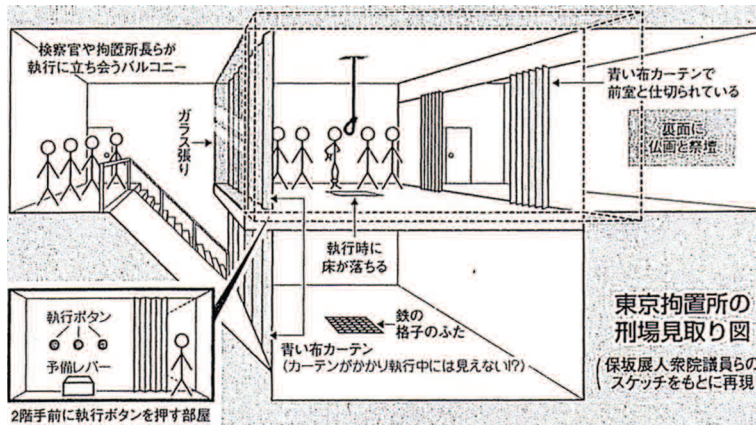 検察官や拘置所長らが
執行に立ち会うバルコニー
ガラス張り
青い布カーテンで
前室と仕切られている
裏面に
仏画と祭壇
執行時に
床が落ちる
鉄の
格子のふた
青い布カーテン
(カーテンがかかり執行中には見えない!?)
執行ボタン
予備レバー
2階手前に執行ボタンを押す部屋
東京拘置所の
刑場見取り図
(保坂展人衆院議員らの
スケッチをもとに再現